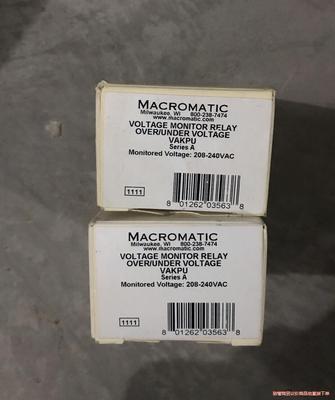 MACROMATIC
Milwaukee, WI 800-238-7474
www.macromatic.com
VOLTAGE MONITOR RELAY
OVER/UNDER VOLTAGE
VAKPU
Series A
Monitored Voltage: 208-240VAC
1111
8 01262 03563 8
MACROMATIC
Milwaukee, WI 800-238-7474
www.macromatic.com
VOLTAGE MONITOR RELAY
OVER/UNDER VOLTAGE
VAKPU
Series A
Monitored Voltage: 208-240VAC
1111
8 01262 03563 8